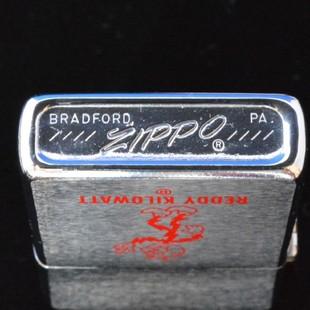 BRADFORD, PA.
//// ZIPPO ® ////
REDDY KILOWATT
®